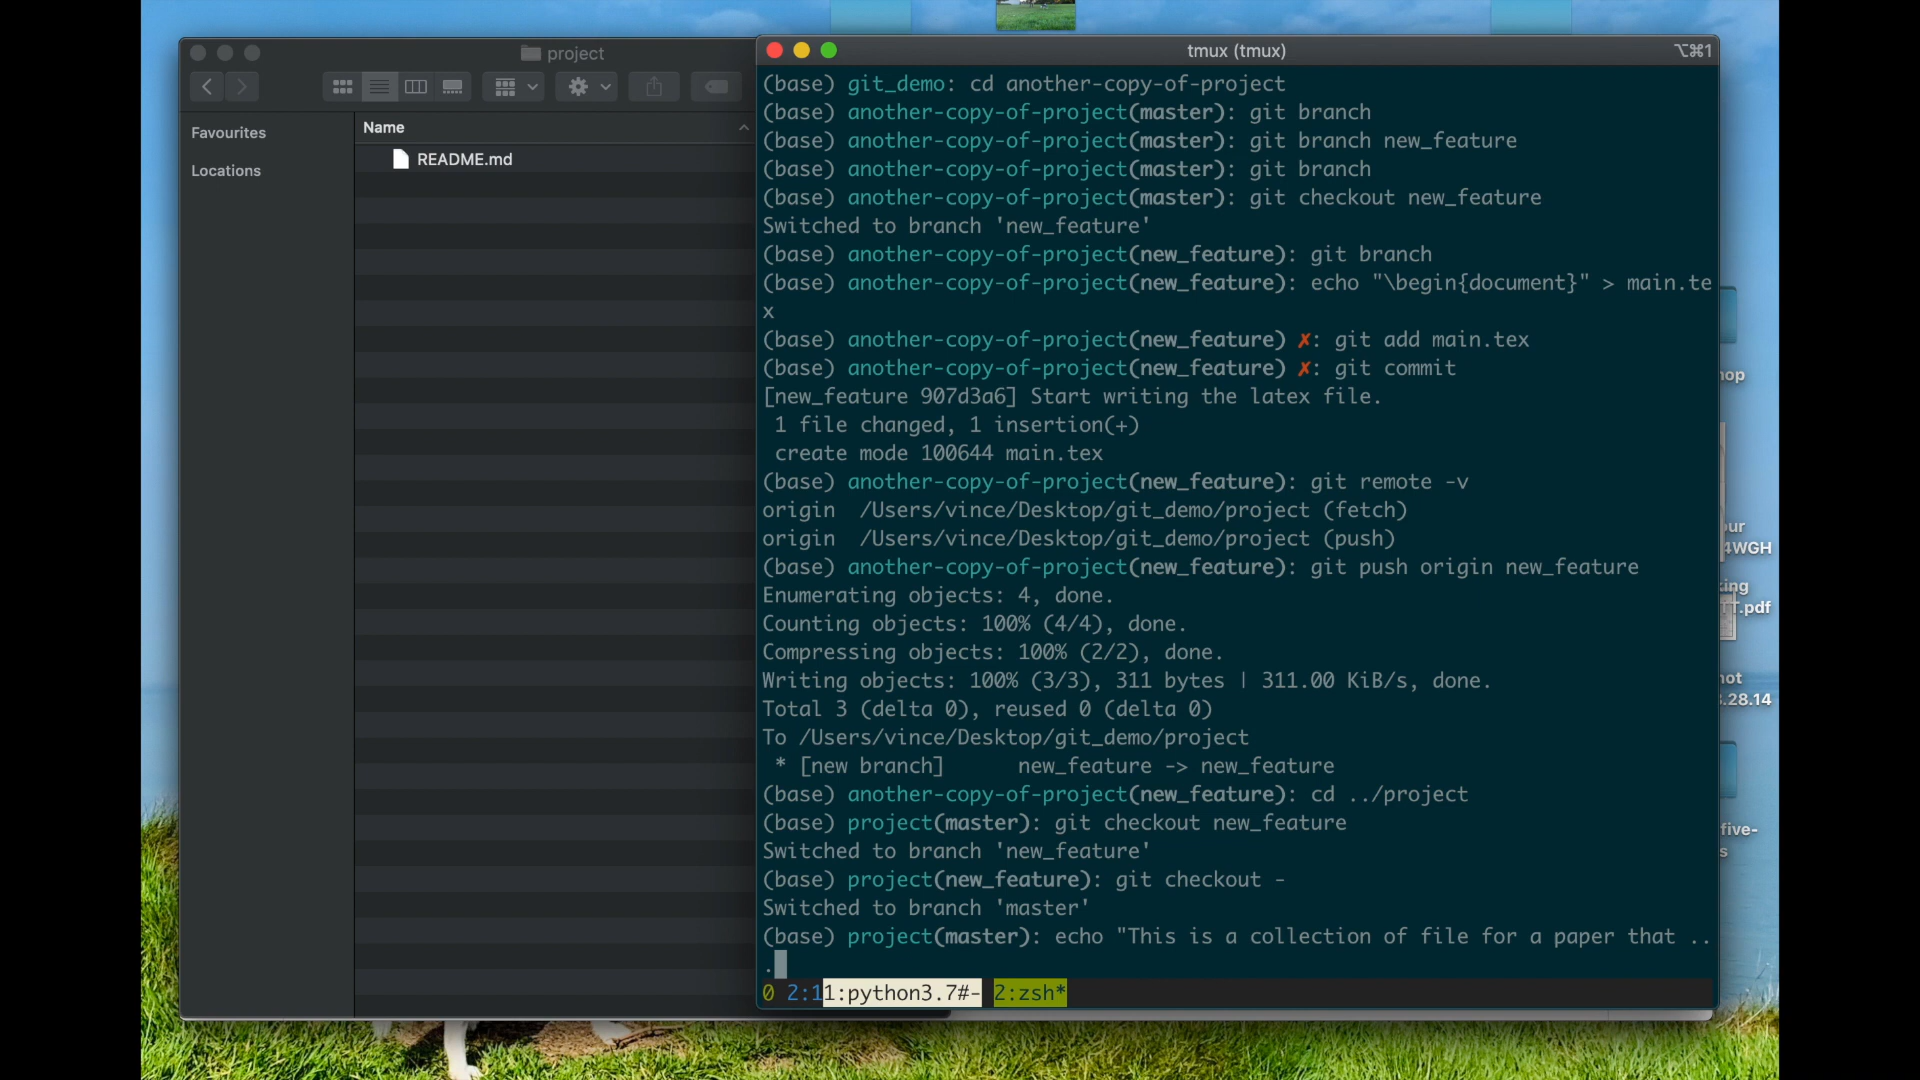 project
Favourites
Locations
Name
README.md
tmux (tmux)
⌥⌘1
(base) git_demo: cd another-copy-of-project
(base) another-copy-of-project(master): git branch
(base) another-copy-of-project(master): git branch new_feature
(base) another-copy-of-project(master): git branch
(base) another-copy-of-project(master): git checkout new_feature
Switched to branch 'new_feature'
(base) another-copy-of-project(new_feature): git branch
(base) another-copy-of-project(new_feature): echo "\begin{document}" > main.te
x
(base) another-copy-of-project(new_feature) ✗: git add main.tex
(base) another-copy-of-project(new_feature) ✗: git commit
[new_feature 907d3a6] Start writing the latex file.
1 file changed, 1 insertion(+)
create mode 100644 main.tex
(base) another-copy-of-project(new_feature): git remote -v
origin  /Users/vince/Desktop/git_demo/project (fetch)
origin  /Users/vince/Desktop/git_demo/project (push)
(base) another-copy-of-project(new_feature): git push origin new_feature
Enumerating objects: 4, done.
Counting objects: 100% (4/4), done.
Compressing objects: 100% (2/2), done.
Writing objects: 100% (3/3), 311 bytes | 311.00 KiB/s, done.
Total 3 (delta 0), reused 0 (delta 0)
To /Users/vince/Desktop/git_demo/project
* [new branch]      new_feature -> new_feature
(base) another-copy-of-project(new_feature): cd ../project
(base) project(master): git checkout new_feature
Switched to branch 'new_feature'
(base) project(new_feature): git checkout -
Switched to branch 'master'
(base) project(master): echo "This is a collection of file for a paper that ..
.
0 2:11:python3.7#- 2:zsh*
4WGH
.pdf
.28.14
five-
s